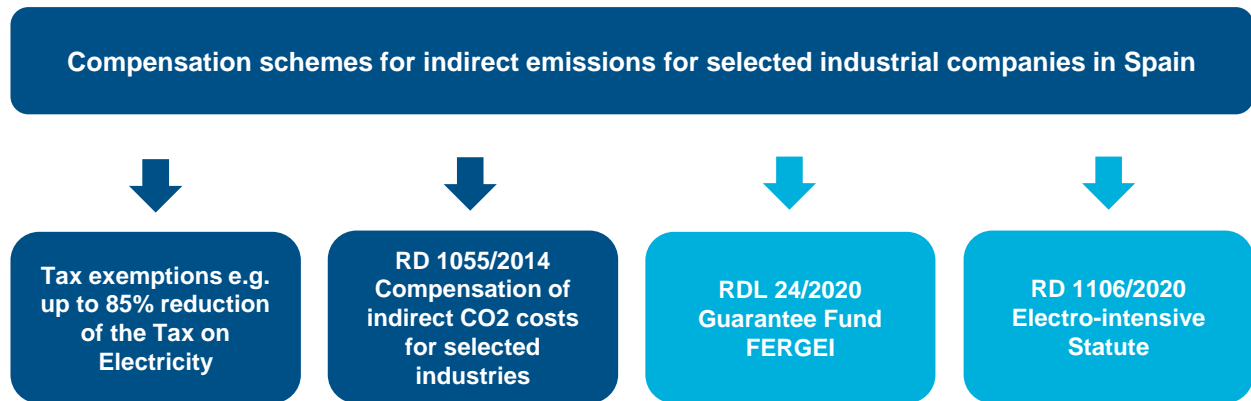 Compensation schemes for indirect emissions for selected industrial companies in Spain
Tax exemptions e.g.
up to 85% reduction
of the Tax on
Electricity
RD 1055/2014
Compensation of
indirect CO2 costs
for selected
industries
RDL 24/2020
Guarantee Fund
FERGEI
RD 1106/2020
Electro-intensive
Statute